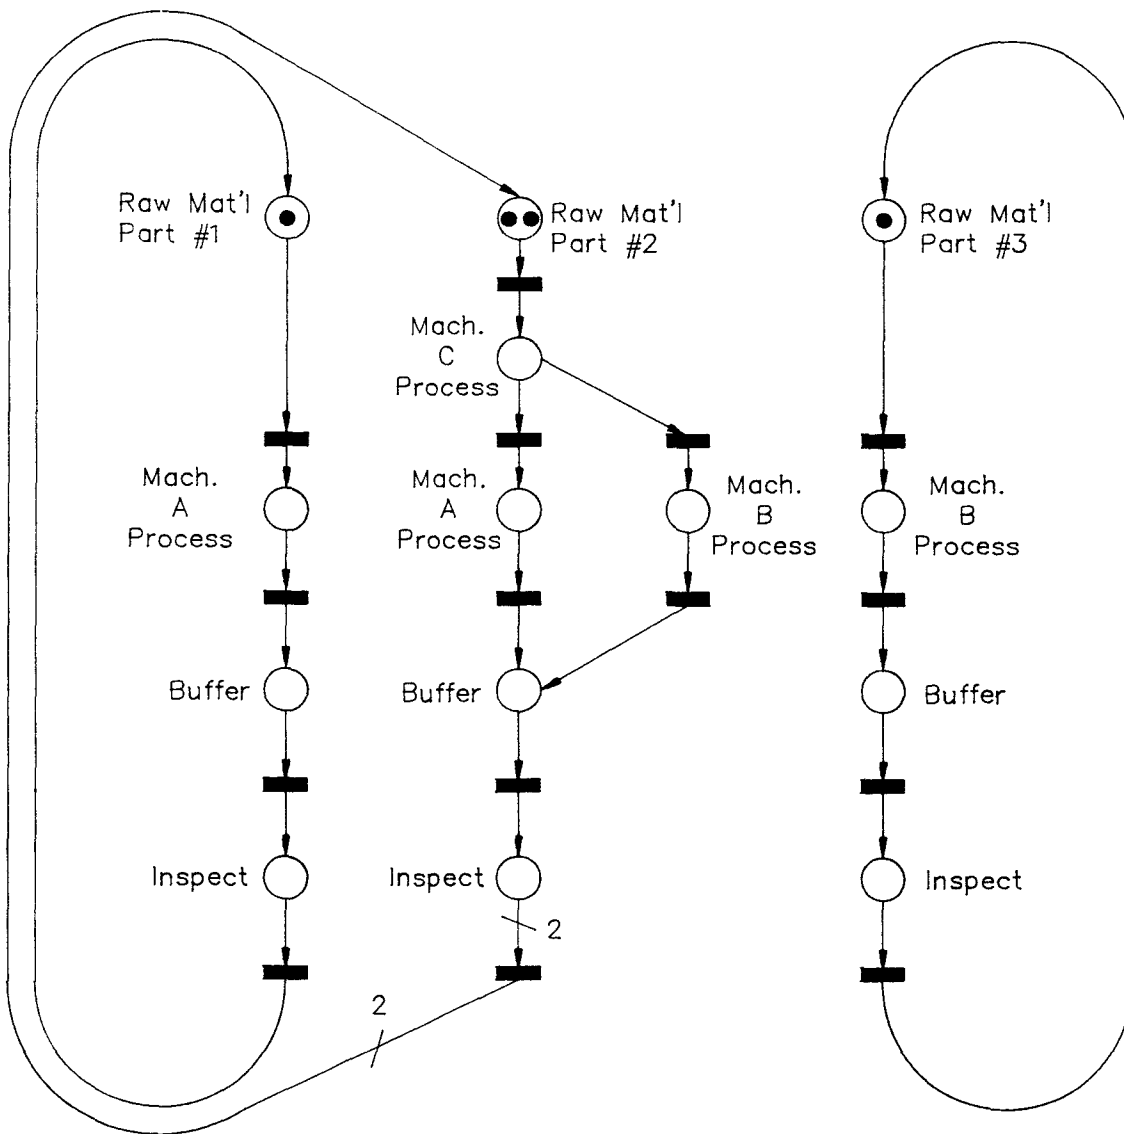 Raw Mat'l
Part #1
Raw Mat'l
Part #2
Raw Mat'l
Part #3
Mach.
C
Process
Mach.
A
Process
Mach.
A
Process
Mach.
B
Process
Mach.
B
Process
Buffer
Buffer
Buffer
Inspect
Inspect
Inspect
2
2